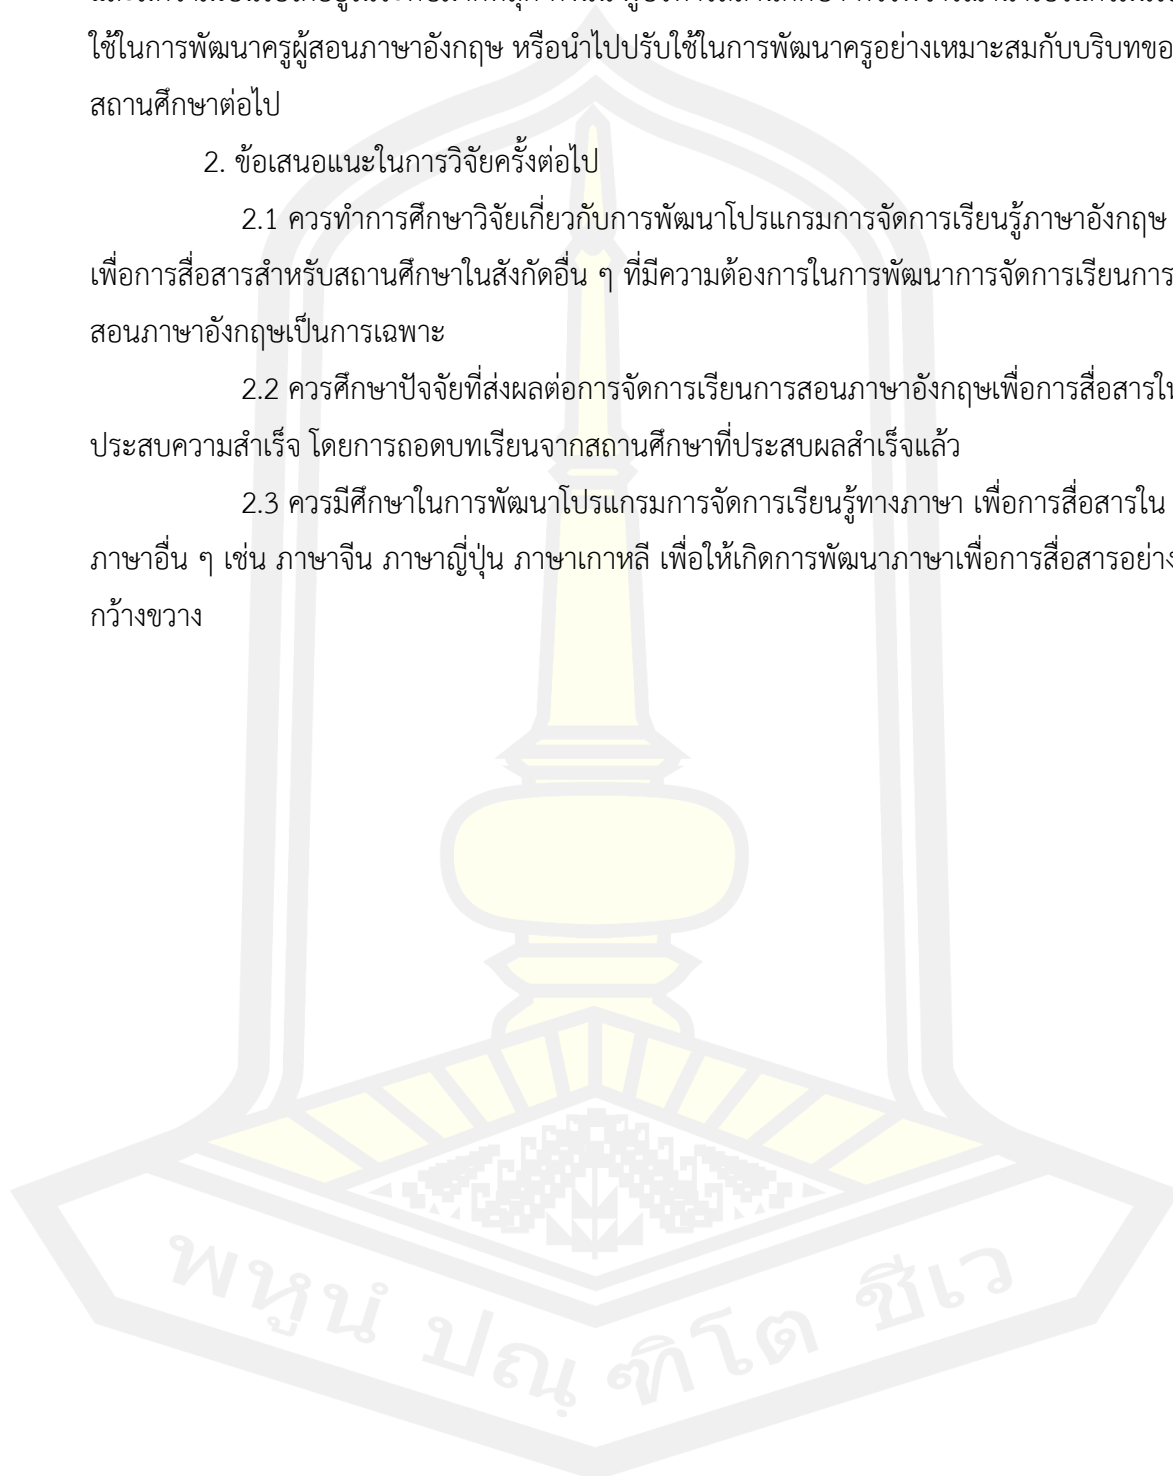 ใช้ในการพัฒนาครูผู้สอนภาษาอังกฤษ หรือนำไปปรับใช้ในการพัฒนาครูอย่างเหมาะสมกับบริบทขอ
สถานศึกษาต่อไป
2. ข้อเสนอแนะในการวิจัยครั้งต่อไป
2.1 ควรทำการศึกษาวิจัยเกี่ยวกับการพัฒนาโปรแกรมการจัดการเรียนรู้ภาษาอังกฤษ
เพื่อการสื่อสารสำหรับสถานศึกษาในสังกัดอื่น ๆ ที่มีความต้องการในการพัฒนาการจัดการเรียนการ
สอนภาษาอังกฤษเป็นการเฉพาะ
2.2 ควรศึกษาปัจจัยที่ส่งผลต่อการจัดการเรียนการสอนภาษาอังกฤษเพื่อการสื่อสาร
ประสบความสำเร็จ โดยการถอดบทเรียนจากสถานศึกษาที่ประสบผลสำเร็จแล้ว
2.3 ควรมีศึกษาในการพัฒนาโปรแกรมการจัดการเรียนรู้ทางภาษา เพื่อการสื่อสารใน
ภาษาอื่น ๆ เช่น ภาษาจีน ภาษาญี่ปุ่น ภาษาเกาหลี เพื่อให้เกิดการพัฒนาภาษาเพื่อการสื่อสารอย่าง
กว้างขวาง
พหูนํ ปณฺฑิโต ชีเว